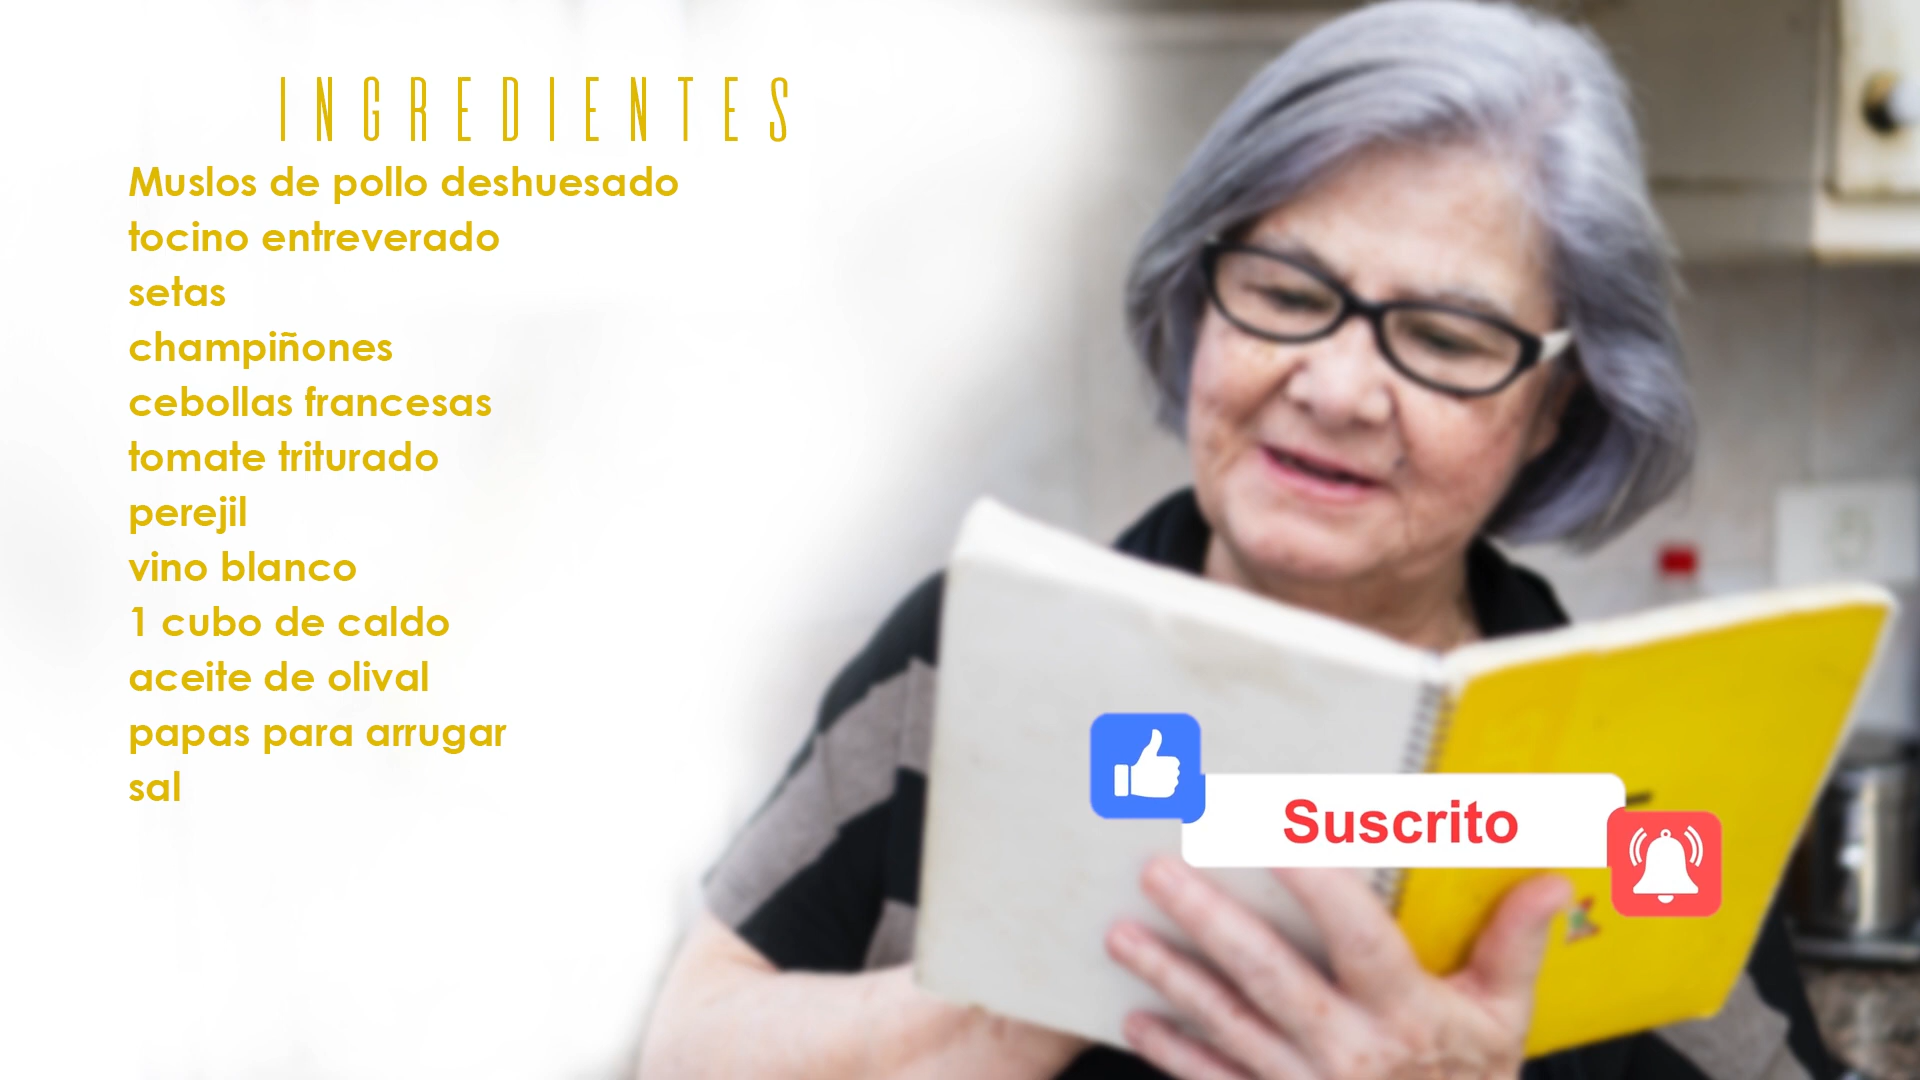 INGREDIENTES
Muslos de pollo deshuesado
tocino entreverado
setas
champiñones
cebollas francesas
tomate triturado
perejil
vino blanco
1 cubo de caldo
aceite de olival
papas para arrugar
sal
Suscrito